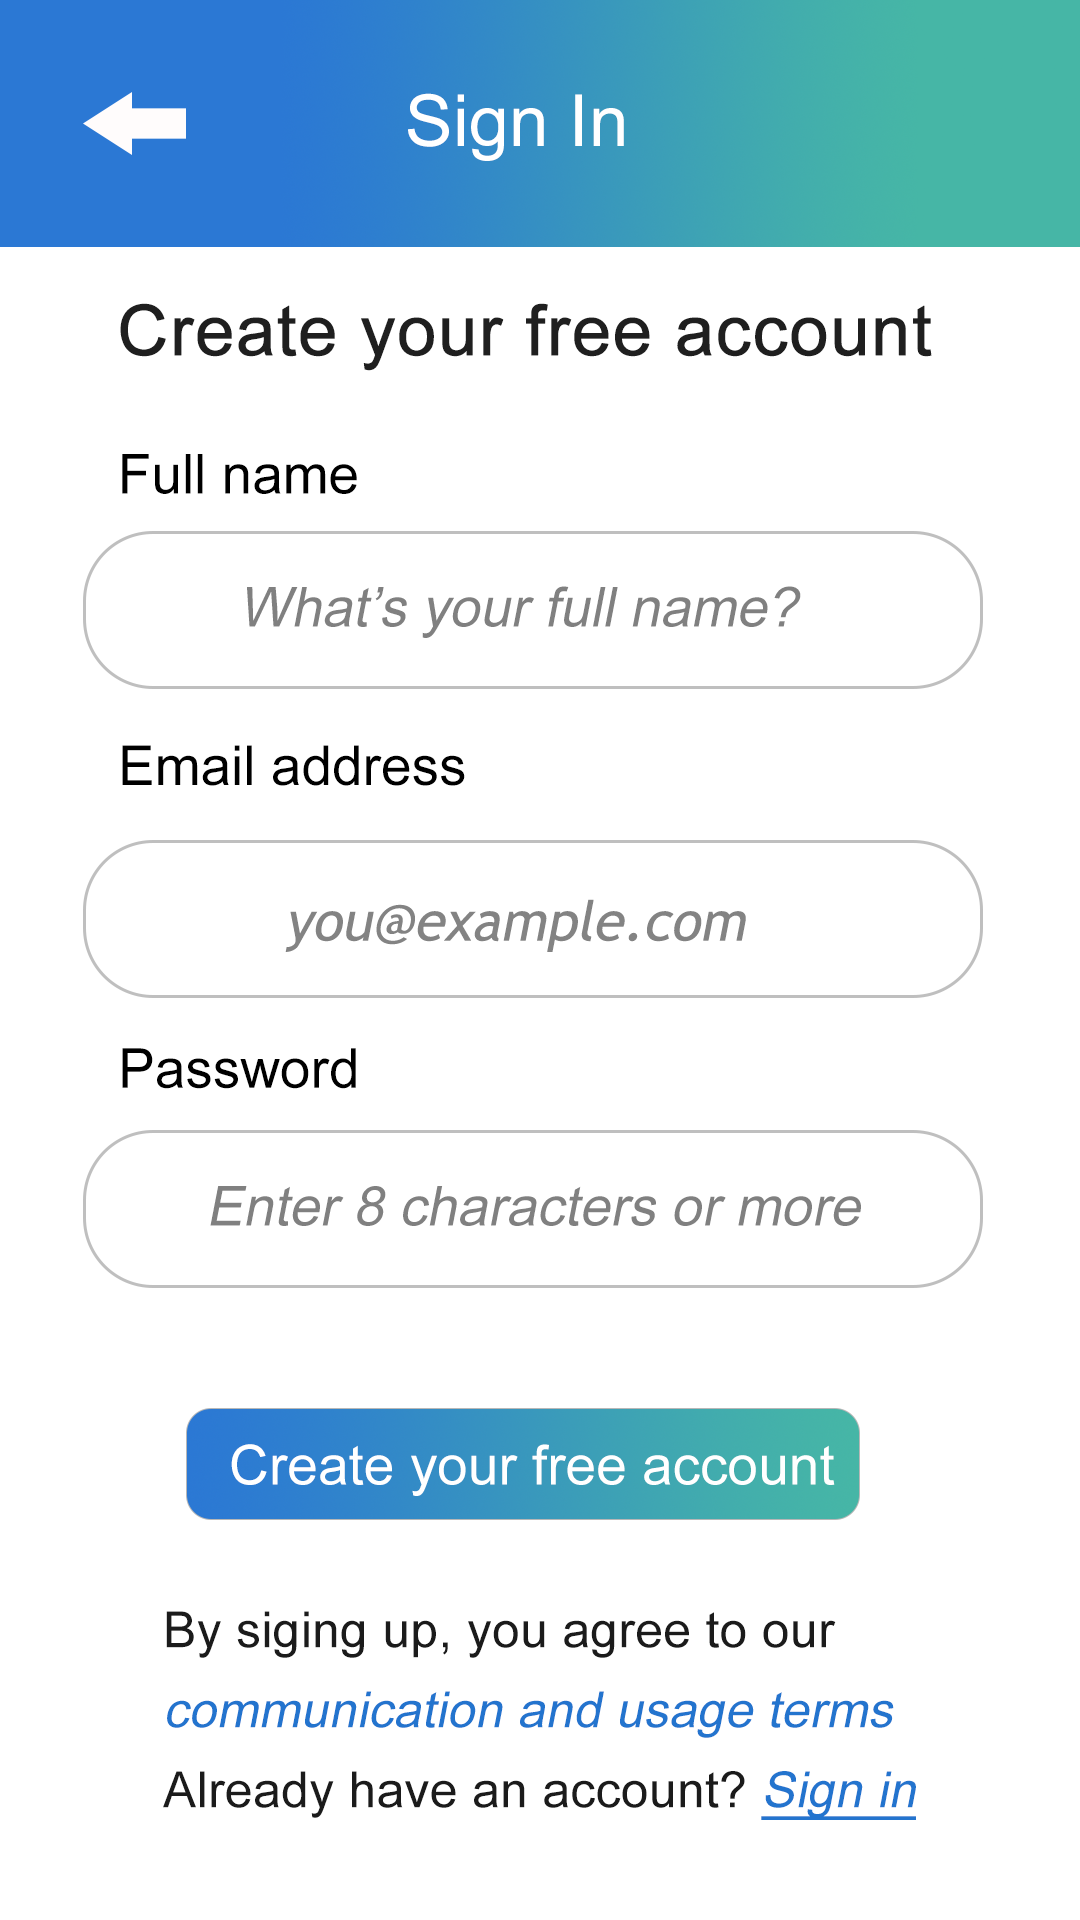 Sign In
Create your free account
Full name
What’s your full name?
Email address
you@example.com
Password
Enter 8 characters or more
Create your free account
By siging up, you agree to our
communication and usage terms
Already have an account? Sign in